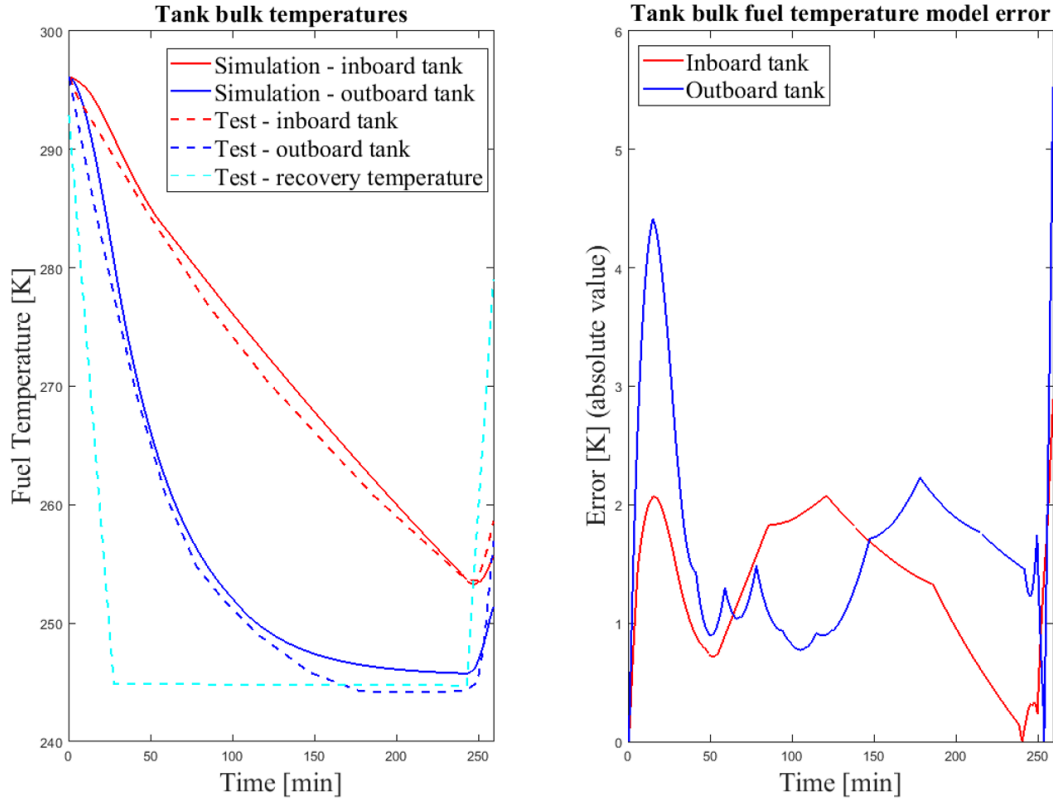 Tank bulk temperatures
300
290
280
270
260
250
240
0
50
100
150
200
250
Fuel Temperature [K]
Time [min]
Simulation - inboard tank
Simulation - outboard tank
Test - inboard tank
Test - outboard tank
Test - recovery temperature
Tank bulk fuel temperature model error
6
5
4
3
2
1
0
0
50
100
150
200
250
Error [K] (absolute value)
Time [min]
Inboard tank
Outboard tank